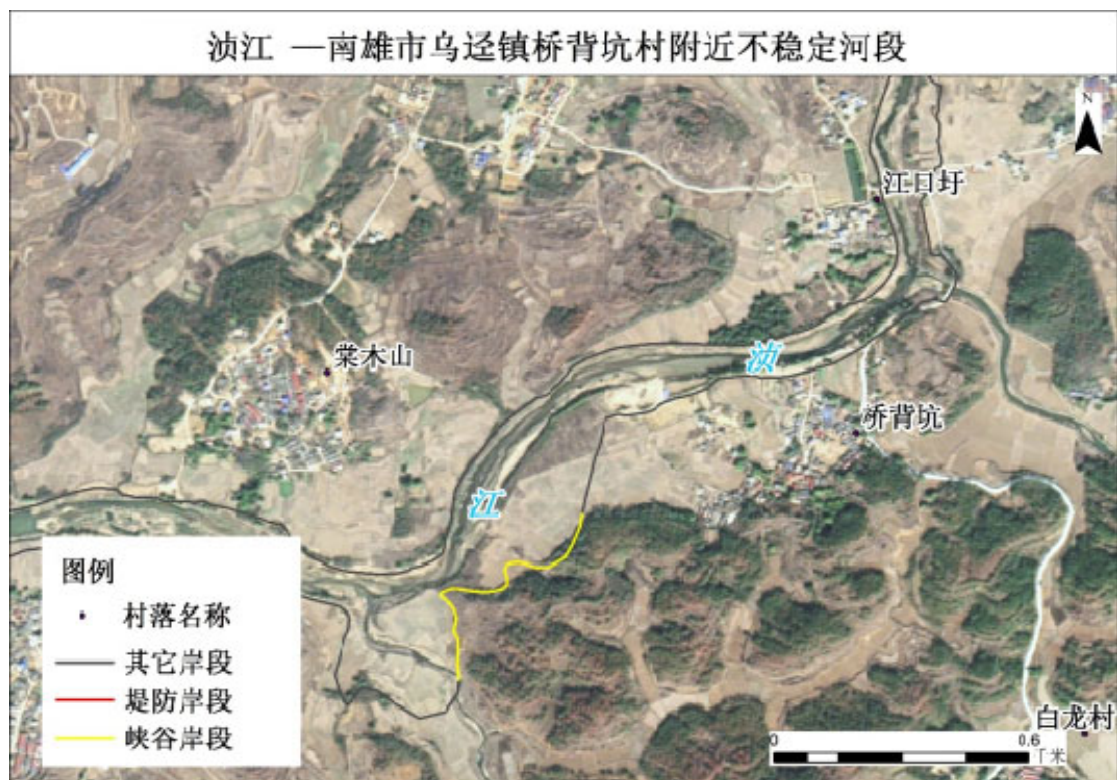 浈江 —南雄市乌迳镇桥背坑村附近不稳定河段
N
江日圩
棠木山
浈
桥背坑
江
图例
村落名称
其它岸段
堤防岸段
峡谷岸段
白龙村
0 0.6
千米